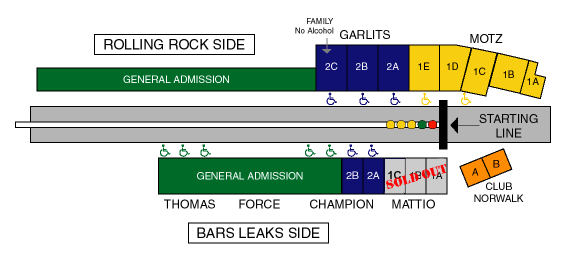 FAMILY
No Alcohol
GARLITS
MOTZ
ROLLING ROCK SIDE
2C 2B 2A 1E 1D 1C 1B 1A
GENERAL ADMISSION
STARTING
LINE
GENERAL ADMISSION
2B 2A 1C 1B 1A
SOLD OUT
A B
CLUB
NORWALK
THOMAS FORCE CHAMPION MATTIO
BARS LEAKS SIDE